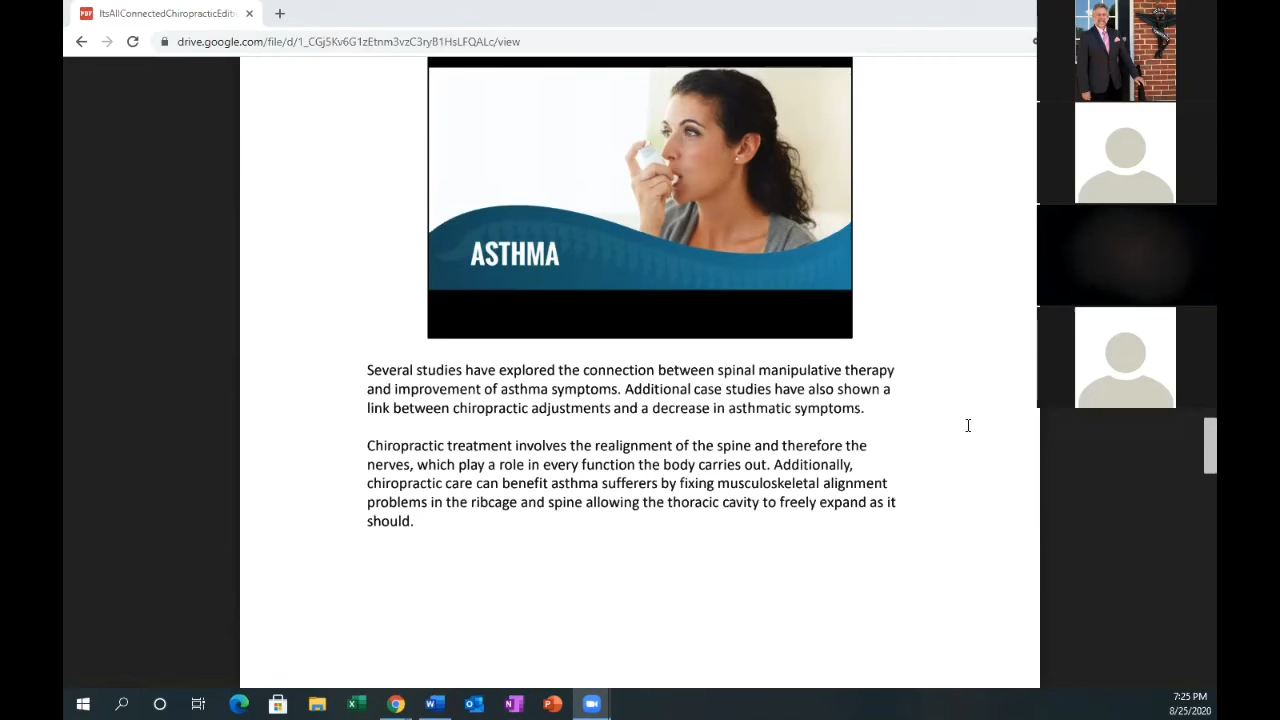 ItsAllConnectedChiropracticEditi
drive.google.com/file/d/1_CGj5Kv6G1zEtnm3vzC3ryB1HsLFQALc/view
ASTHMA
Several studies have explored the connection between spinal manipulative therapy
and improvement of asthma symptoms. Additional case studies have also shown a
link between chiropractic adjustments and a decrease in asthmatic symptoms.
Chiropractic treatment involves the realignment of the spine and therefore the
nerves, which play a role in every function the body carries out. Additionally,
chiropractic care can benefit asthma sufferers by fixing musculoskeletal alignment
problems in the ribcage and spine allowing the thoracic cavity to freely expand as it
should.
7:25 PM
8/25/2020